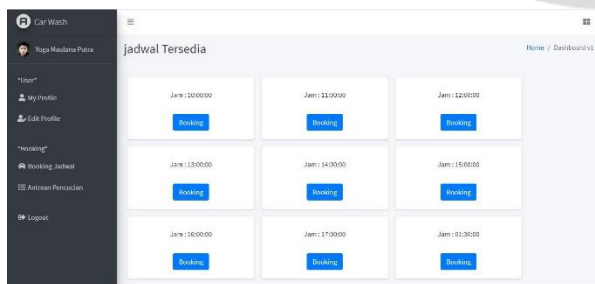 Car Wash
Yoga Maulana Putra
"User"
My Profile
Edit Profile
"Booking"
Booking Jadwal
Antrean Pencucian
Logout
jadwal Tersedia
Home / Dashboard v1
Jam : 10:00:00
Booking
Jam : 11:00:00
Booking
Jam : 12:00:00
Booking
Jam : 13:00:00
Booking
Jam : 14:00:00
Booking
Jam : 15:00:00
Booking
Jam : 16:00:00
Booking
Jam : 17:00:00
Booking
Jam : 01:30:00
Booking